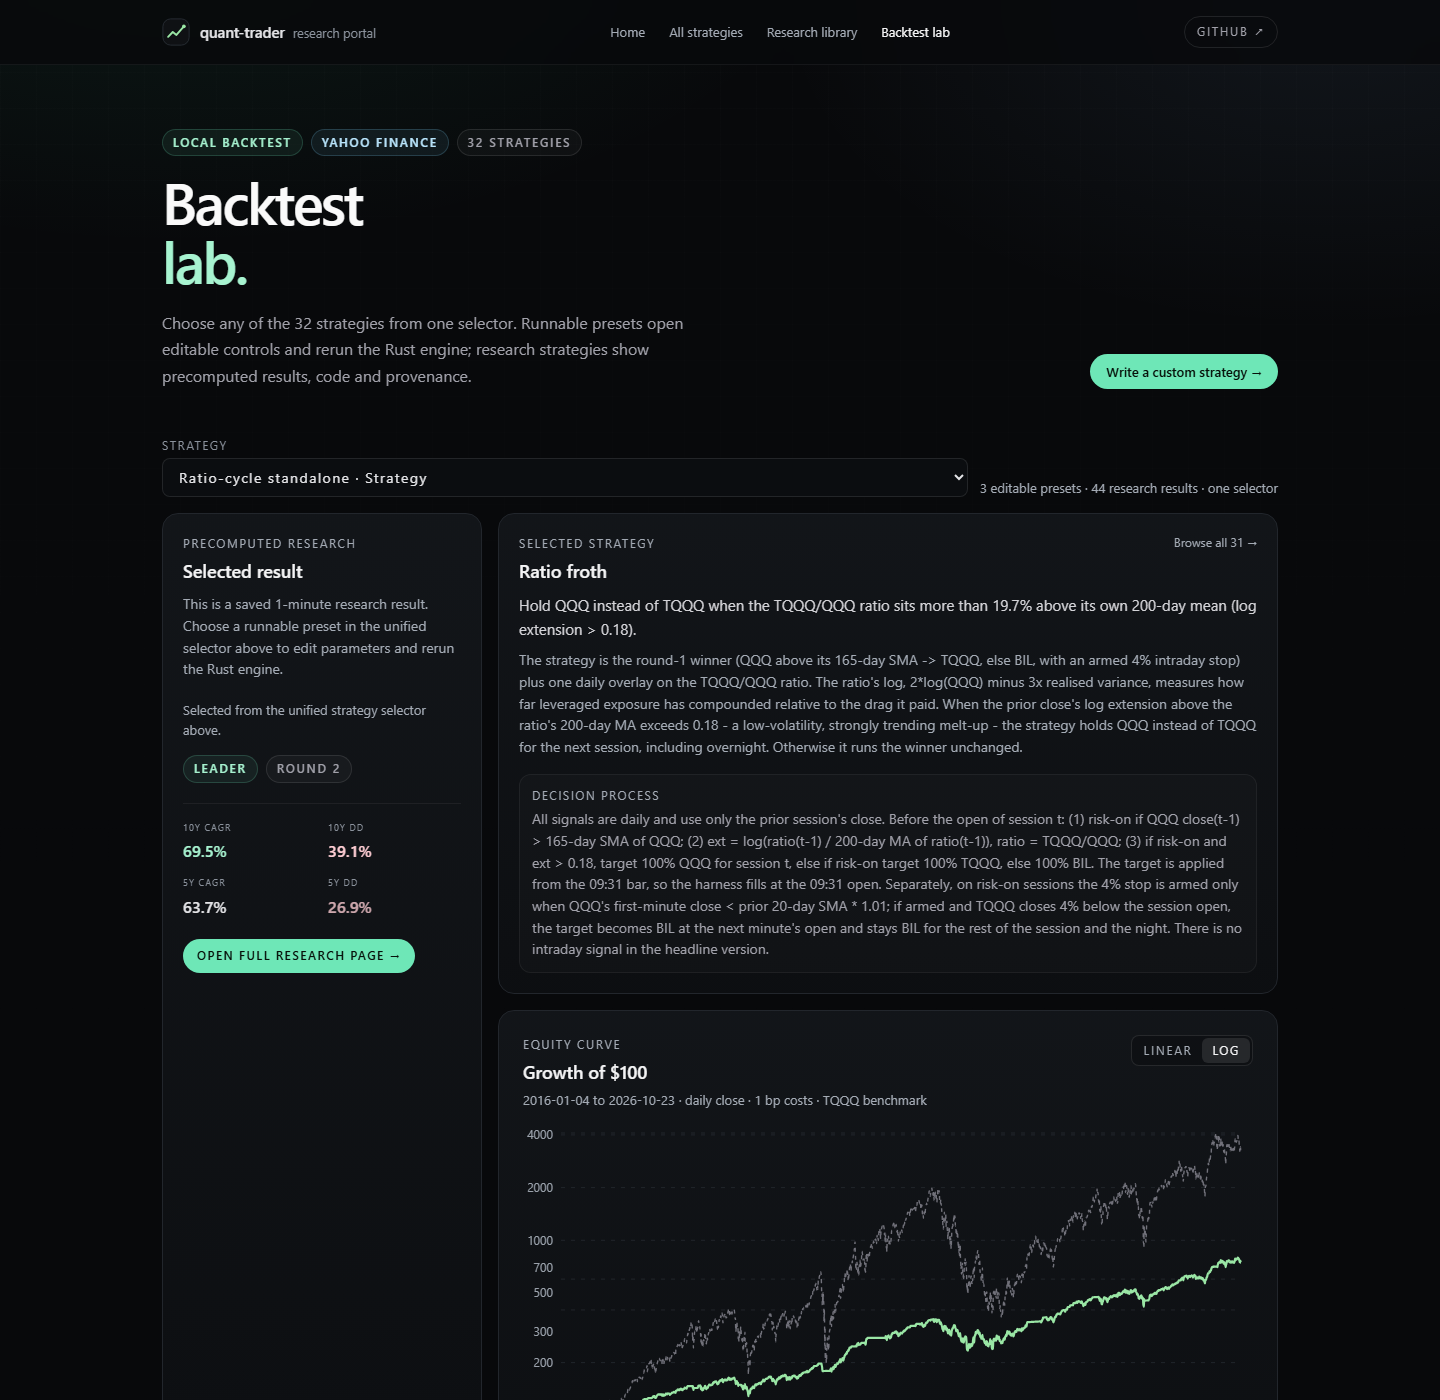 quant-trader research portal
Home
All strategies
Research library
Backtest lab
GITHUB ↗
LOCAL BACKTEST
YAHOO FINANCE
32 STRATEGIES
Backtest
lab.
Choose any of the 32 strategies from one selector. Runnable presets open
editable controls and rerun the Rust engine; research strategies show
precomputed results, code and provenance.
Write a custom strategy →
STRATEGY
Ratio-cycle standalone · Strategy
3 editable presets · 44 research results · one selector
PRECOMPUTED RESEARCH
Selected result
This is a saved 1-minute research result.
Choose a runnable preset in the unified
selector above to edit parameters and rerun
the Rust engine.
Selected from the unified strategy selector
above.
LEADER
ROUND 2
10Y CAGR
10Y DD
69.5%
39.1%
5Y CAGR
5Y DD
63.7%
26.9%
OPEN FULL RESEARCH PAGE →
SELECTED STRATEGY
Browse all 31 →
Ratio froth
Hold QQQ instead of TQQQ when the TQQQ/QQQ ratio sits more than 19.7% above its own 200-day mean (log
extension > 0.18).
The strategy is the round-1 winner (QQQ above its 165-day SMA -> TQQQ, else BIL, with an armed 4% intraday stop)
plus one daily overlay on the TQQQ/QQQ ratio. The ratio's log, 2*log(QQQ) minus 3x realised variance, measures how
far leveraged exposure has compounded relative to the drag it paid. When the prior close's log extension above the
ratio's 200-day MA exceeds 0.18 - a low-volatility, strongly trending melt-up - the strategy holds QQQ instead of TQQQ
for the next session, including overnight. Otherwise it runs the winner unchanged.
DECISION PROCESS
All signals are daily and use only the prior session's close. Before the open of session t: (1) risk-on if QQQ close(t-1)
> 165-day SMA of QQQ; (2) ext = log(ratio(t-1) / 200-day MA of ratio(t-1)), ratio = TQQQ/QQQ; (3) if risk-on and
ext > 0.18, target 100% QQQ for session t, else if risk-on target 100% TQQQ, else 100% BIL. The target is applied
from the 09:31 bar, so the harness fills at the 09:31 open. Separately, on risk-on sessions the 4% stop is armed only
when QQQ's first-minute close < prior 20-day SMA * 1.01; if armed and TQQQ closes 4% below the session open,
the target becomes BIL at the next minute's open and stays BIL for the rest of the session and the night. There is no
intraday signal in the headline version.
EQUITY CURVE
LINEAR
LOG
Growth of $100
2016-01-04 to 2026-10-23 · daily close · 1 bp costs · TQQQ benchmark
4000
2000
1000
700
500
300
200